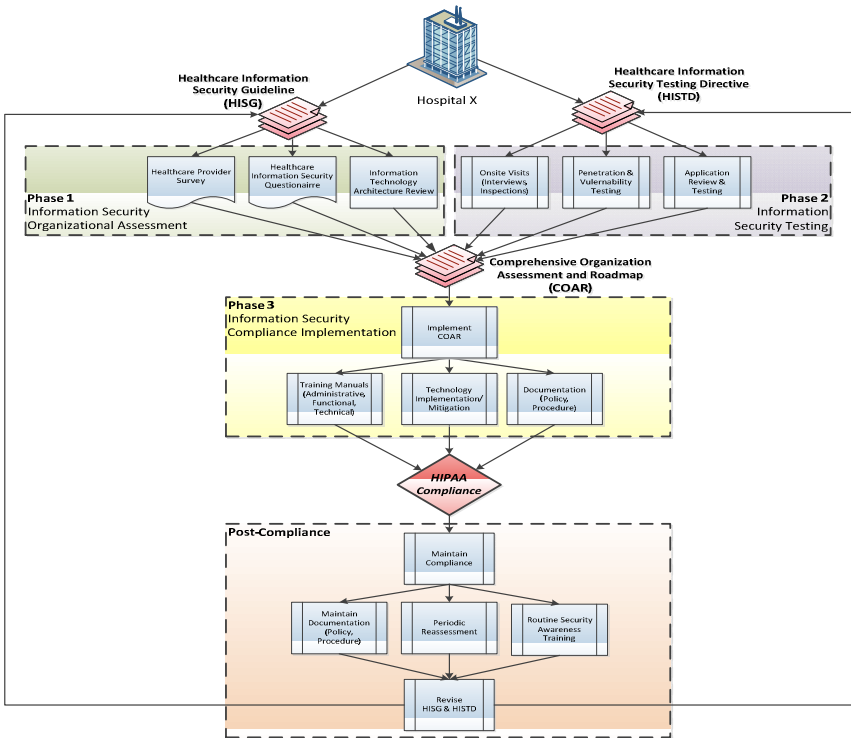 Healthcare Information
Security Guideline
(HISG)
Hospital X
Healthcare Information
Security Testing Directive
(HISTD)
Healthcare Provider
Survey
Healthcare
Information Security
Questionairre
Information
Technology
Architecture Review
Phase 1
Information Security
Organizational Assessment
Onsite Visits
(Interviews,
Inspections)
Penetration &
Vulernability
Testing
Application
Review &
Testing
Phase 2
Information
Security Testing
Comprehensive Organization
Assessment and Roadmap
(COAR)
Phase 3
Information Security
Compliance Implementation
Implement
COAR
Training Manuals
(Administrative,
Functional,
Technical)
Technology
Implementation/
Mitigation
Documentation
(Policy,
Procedure)
HIPAA
Compliance
Post-Compliance
Maintain
Compliance
Maintain
Documentation
(Policy,
Procedure)
Periodic
Reassessment
Routine Security
Awareness
Training
Revise
HISG & HISTD